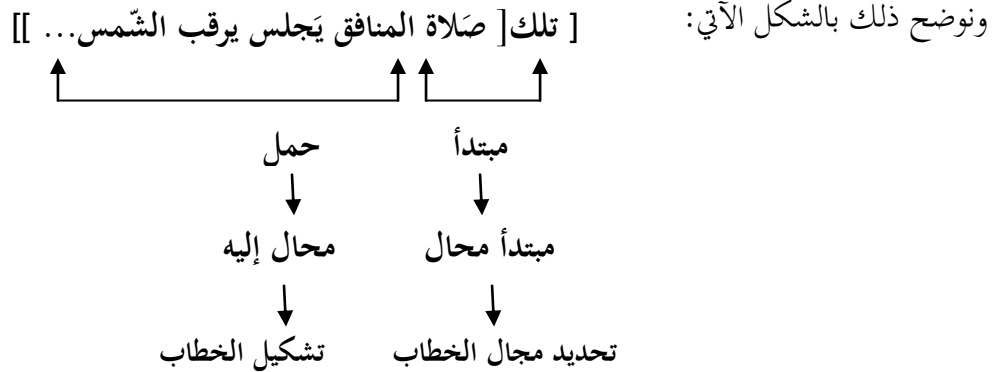 ونوضح ذلك بالشكل الآتي: [ تلك[ صَلاة المنافق يَجلس يرقب الشّمس... ]]
مبتدأ حمل
مبتدأ محال محال إليه
تحديد مجال الخطاب تشكيل الخطاب